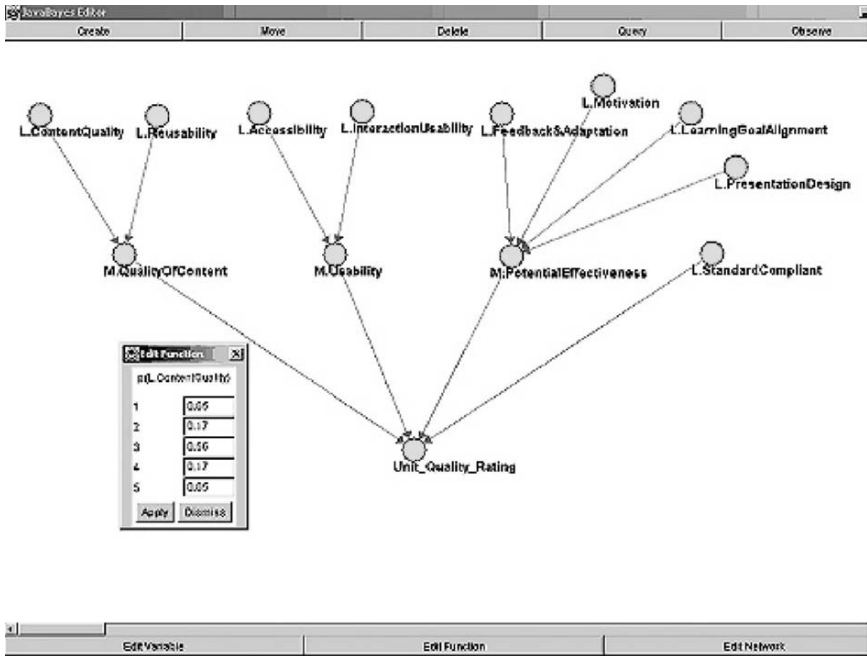 JavaBayes Editor
Create Move Delete Query Observe
L.Motivation
L.ContentQuality L.Reusability L.Accessibility L.InteractionUsability L.Feedback&Adaptation L.LearningGoalAlignment
L.PresentationDesign
M.QualityOfContent M.Usability M.PotentialEffectiveness L.StandardCompliant
Edit Function
p(L.ContentQuality)
1 0.05
2 0.17
3 0.56
4 0.17
5 0.05
Apply Dismiss
Unit_Quality_Rating
Edit Variable Edit Function Edit Network